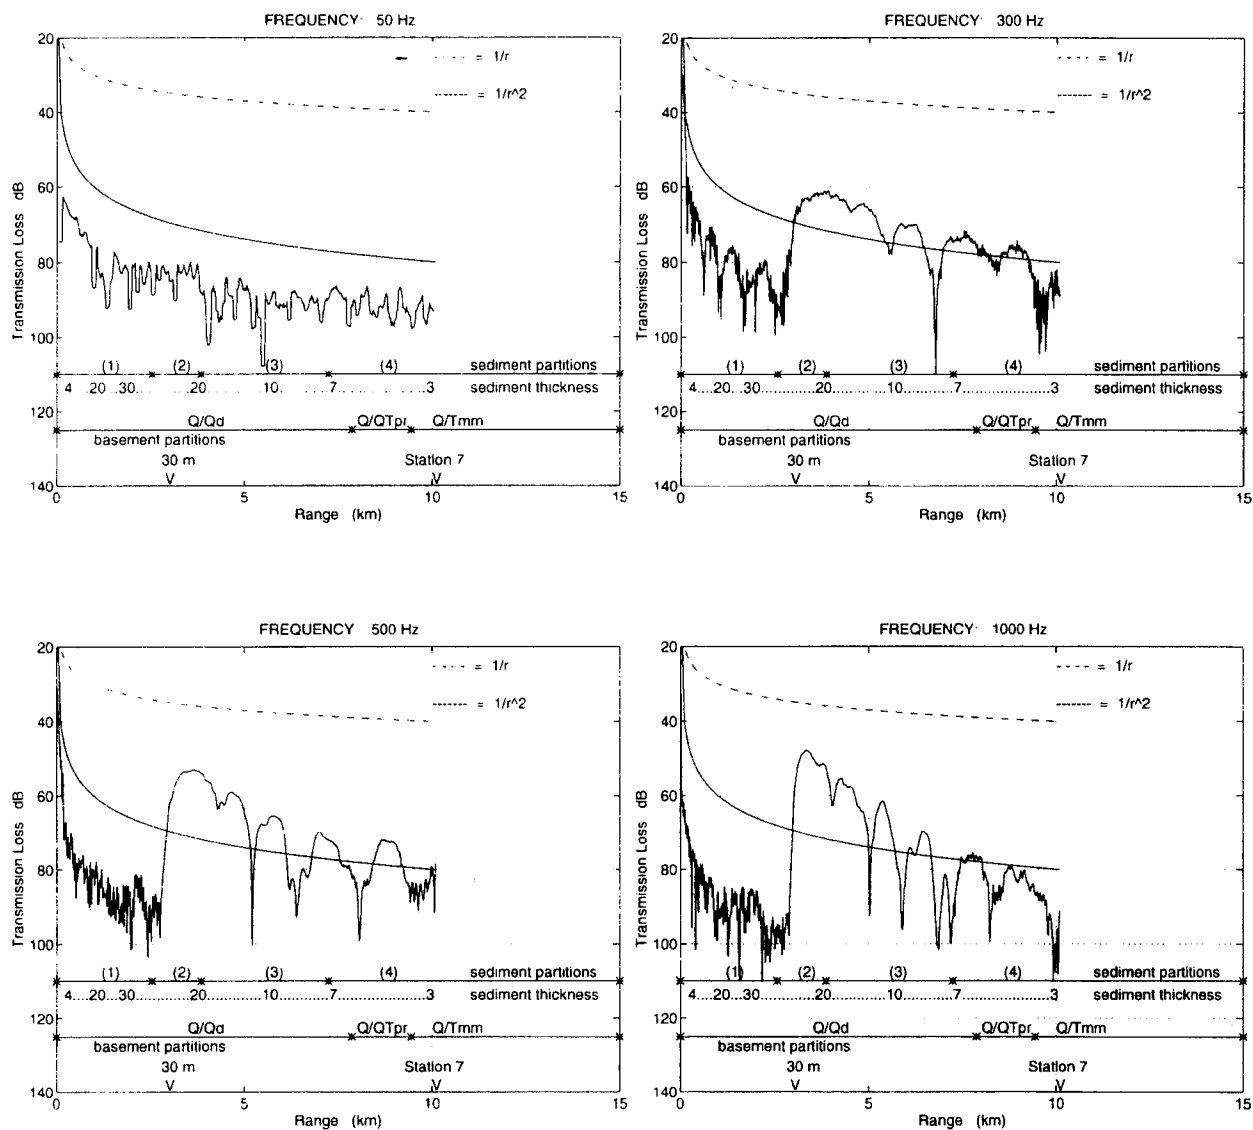 FREQUENCY 50 Hz
20
40
60
80
100
120
140
Transmission Loss dB
= 1/r
= 1/r^2
(1) (2) (3) (4) sediment partitions
4....20...30...............20..............10.............7......................3 sediment thickness
Q/Qd Q/QTpr Q/Tmm
basement partitions
30 m Station 7
V V
0 5 10 15
Range (km)
FREQUENCY 300 Hz
20
40
60
80
100
120
140
Transmission Loss dB
= 1/r
= 1/r^2
(1) (2) (3) (4) sediment partitions
4....20...30...............20..............10.............7......................3 sediment thickness
Q/Qd Q/QTpr Q/Tmm
basement partitions
30 m Station 7
V V
0 5 10 15
Range (km)
FREQUENCY 500 Hz
20
40
60
80
100
120
140
Transmission Loss dB
= 1/r
= 1/r^2
(1) (2) (3) (4) sediment partitions
4....20...30...............20..............10.............7......................3 sediment thickness
Q/Qd Q/QTpr Q/Tmm
basement partitions
30 m Station 7
V V
0 5 10 15
Range (km)
FREQUENCY 1000 Hz
20
40
60
80
100
120
140
Transmission Loss dB
= 1/r
= 1/r^2
(1) (2) (3) (4) sediment partitions
4....20...30...............20..............10.............7......................3 sediment thickness
Q/Qd Q/QTpr Q/Tmm
basement partitions
30 m Station 7
V V
0 5 10 15
Range (km)